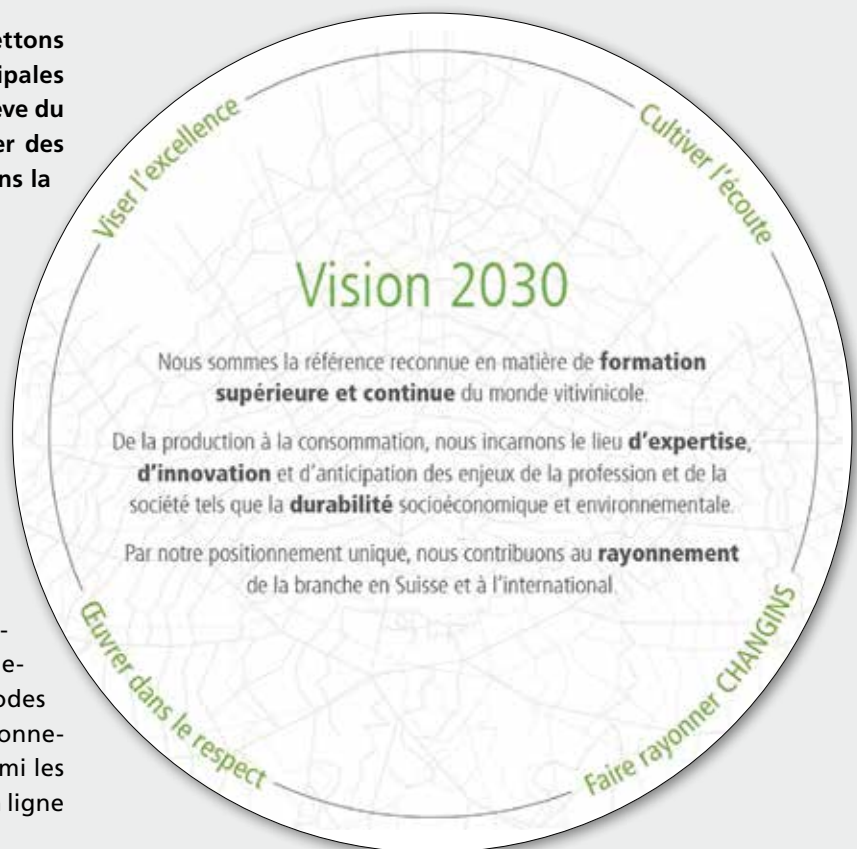 ettons
ipales
ève du
er des
ns la
Viser l'excellence
Cultiver l'écoute
Vision 2030
Nous sommes la référence reconnue en matière de formation
supérieure et continue du monde vitivinicole.
De la production à la consommation, nous incarnons le lieu d'expertise,
d'innovation et d'anticipation des enjeux de la profession et de la
société tels que la durabilité socioéconomique et environnementale.
Par notre positionnement unique, nous contribuons au rayonnement
de la branche en Suisse et à l'international.
Œuvrer dans le respect
Faire rayonner CHANGINS
-
e-
odes
onne-
mi les
ligne